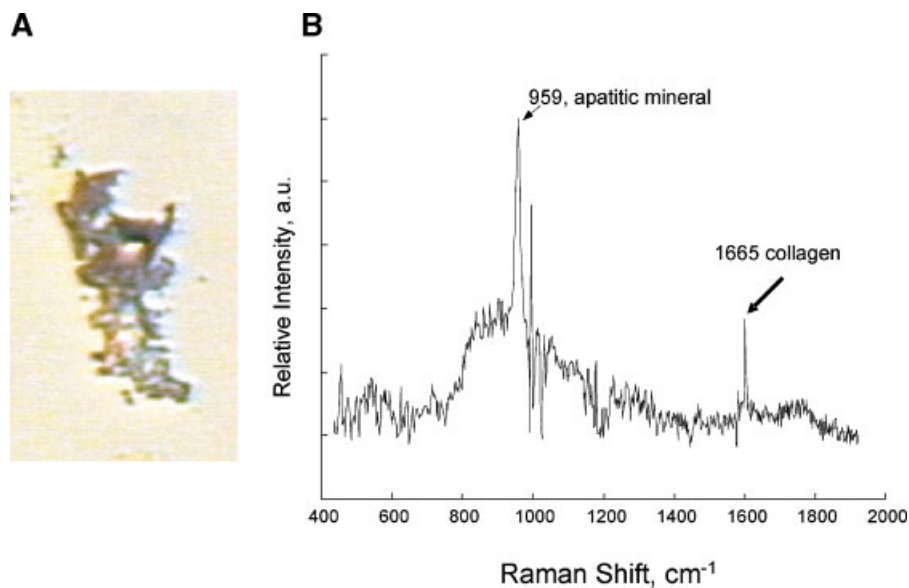 A
B
959, apatitic mineral
1665 collagen
Relative Intensity, a.u.
400 600 800 1000 1200 1400 1600 1800 2000
Raman Shift, cm⁻¹